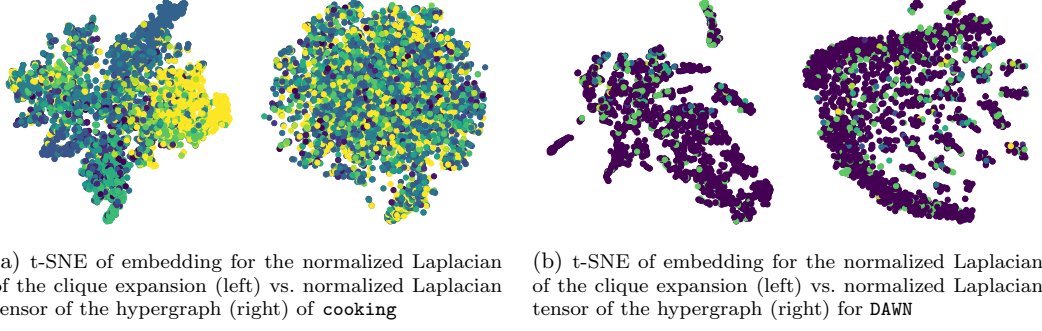 a) t-SNE of embedding for the normalized Laplacian
of the clique expansion (left) vs. normalized Laplacian
tensor of the hypergraph (right) of cooking
(b) t-SNE of embedding for the normalized Laplacian
of the clique expansion (left) vs. normalized Laplacian
tensor of the hypergraph (right) for DAWN